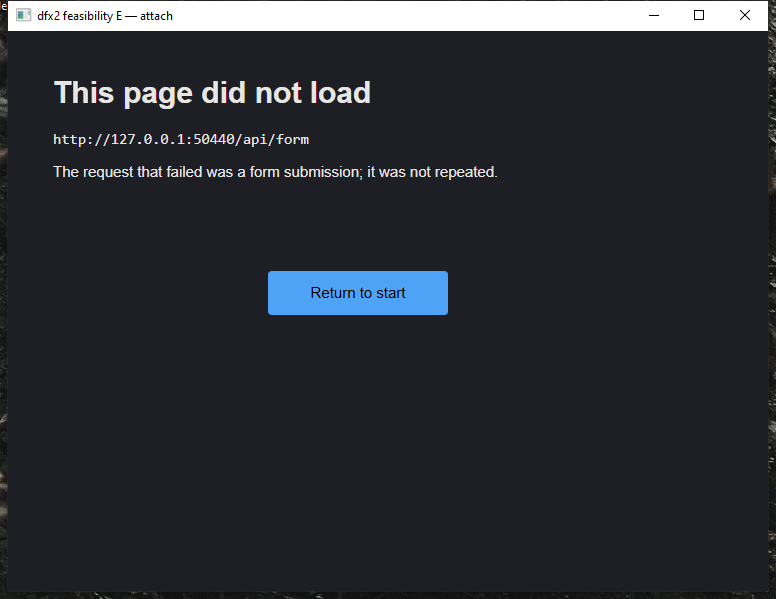 dfx2 feasibility E — attach
This page did not load
http://127.0.0.1:50440/api/form
The request that failed was a form submission; it was not repeated.
Return to start